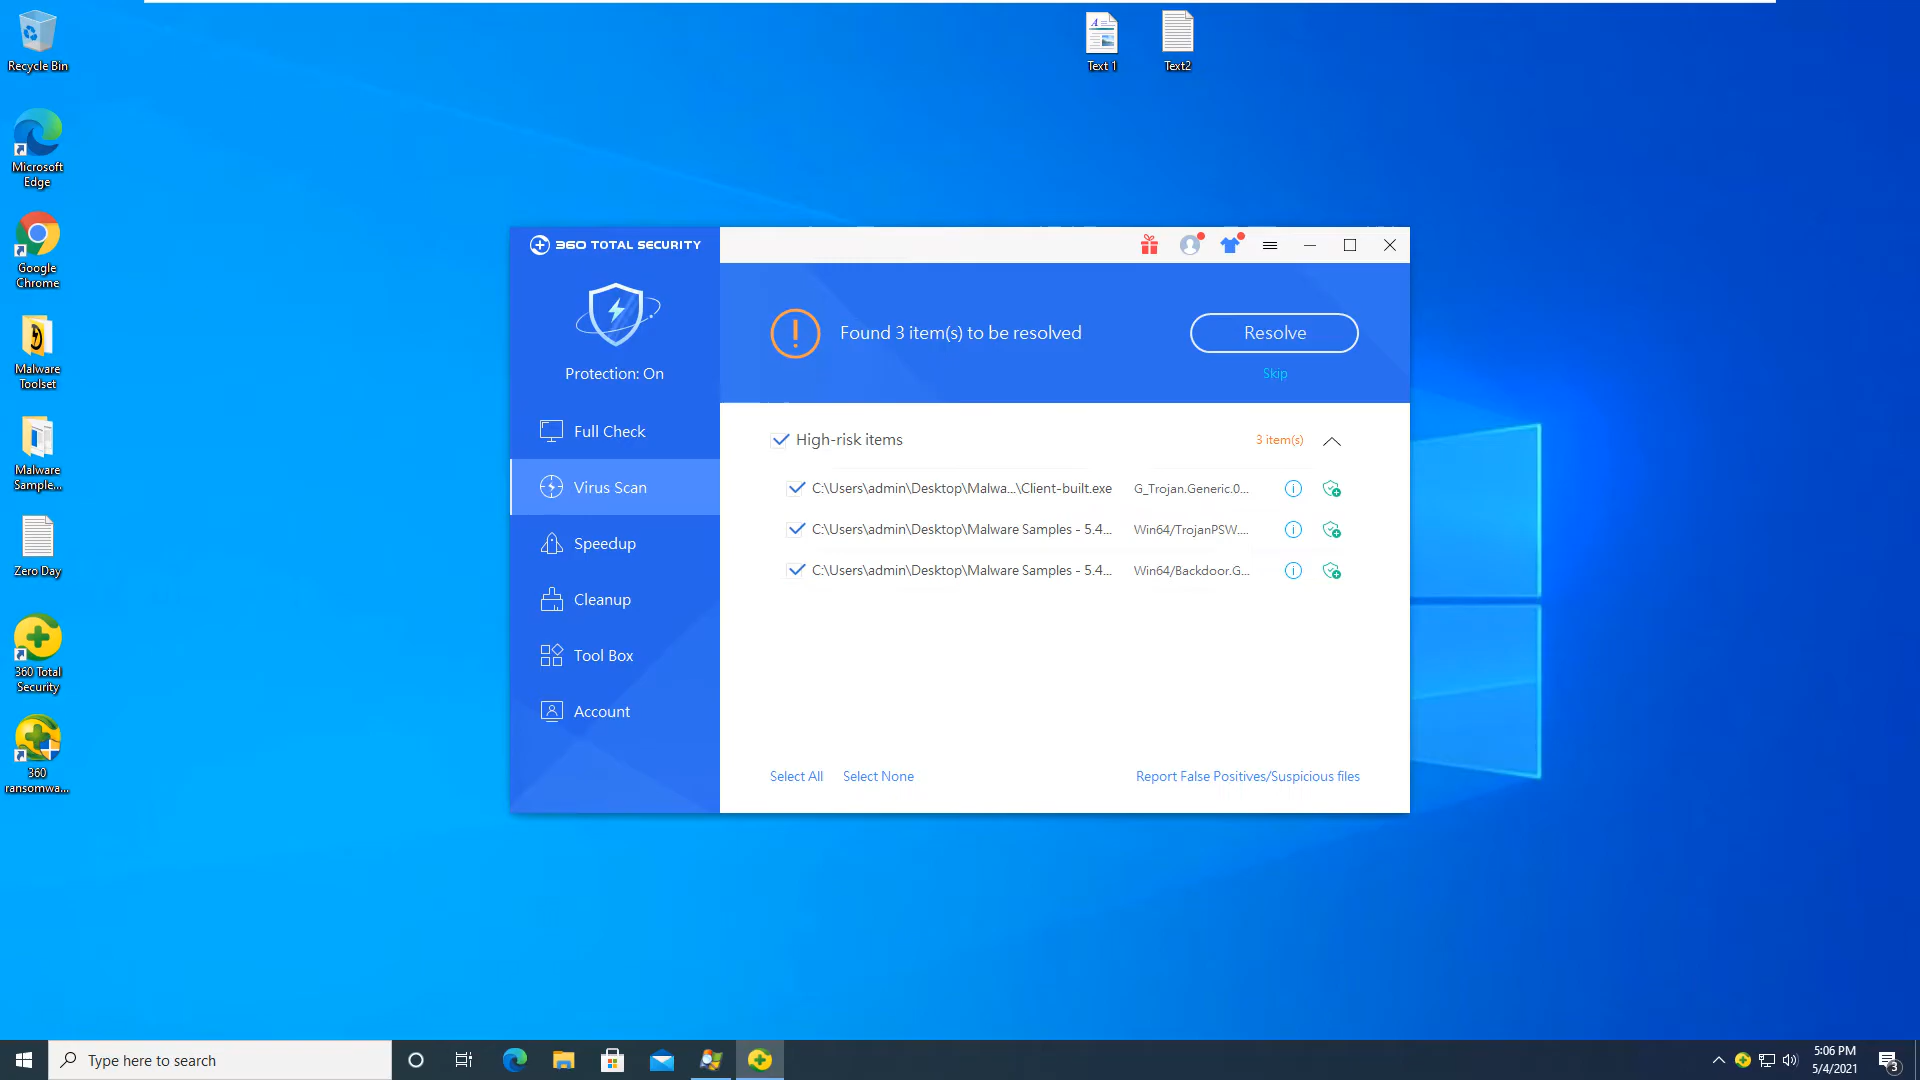 Recycle Bin
Microsoft
Edge
Google
Chrome
Malware
Toolset
Malware
Sample...
Zero Day
360 Total
Security
360
ransomwa...
Text 1
Text2
360 TOTAL SECURITY
Protection: On
Full Check
Virus Scan
Speedup
Cleanup
Tool Box
Account
Found 3 item(s) to be resolved
Resolve
Skip
High-risk items
3 item(s)
C:\Users\admin\Desktop\Malwa...\Client-built.exe
G_Trojan.Generic.0...
C:\Users\admin\Desktop\Malware Samples - 5.4...
Win64/TrojanPSW....
C:\Users\admin\Desktop\Malware Samples - 5.4...
Win64/Backdoor.G...
Select All
Select None
Report False Positives/Suspicious files
Type here to search
5:06 PM
5/4/2021
3